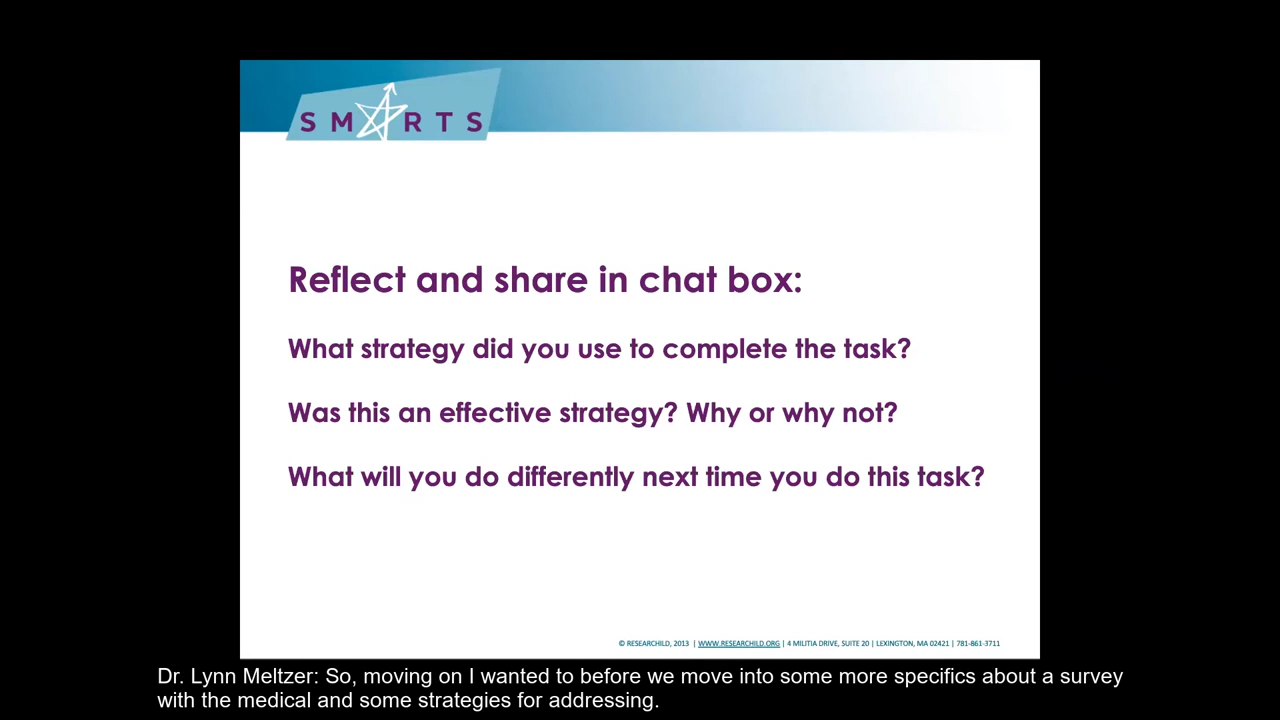 SMARTS
Reflect and share in chat box:
What strategy did you use to complete the task?
Was this an effective strategy? Why or why not?
What will you do differently next time you do this task?
© RESEARCHILD, 2013 | WWW.RESEARCHILD.ORG | 4 MILITIA DRIVE, SUITE 20 | LEXINGTON, MA 02421 | 781-861-3711
Dr. Lynn Meltzer: So, moving on I wanted to before we move into some more specifics about a survey
with the medical and some strategies for addressing.